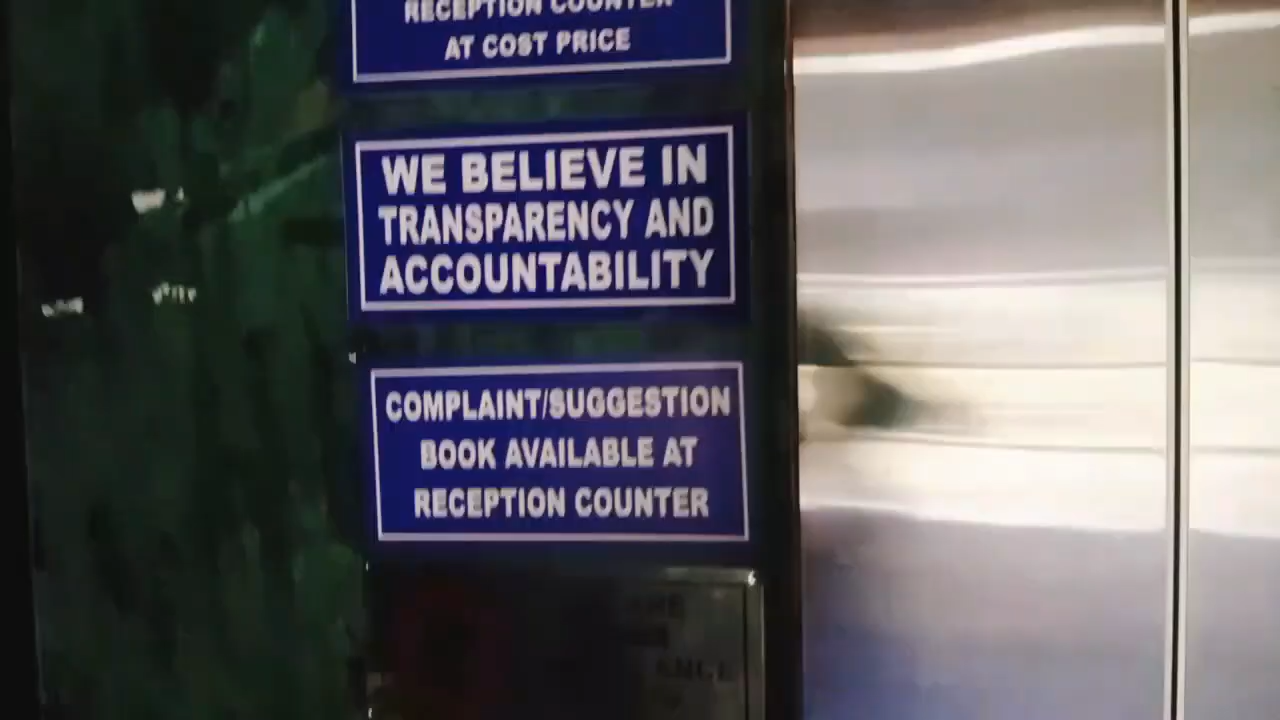 RECEPTION COUNTER
AT COST PRICE
WE BELIEVE IN
TRANSPARENCY AND
ACCOUNTABILITY
COMPLAINT/SUGGESTION
BOOK AVAILABLE AT
RECEPTION COUNTER